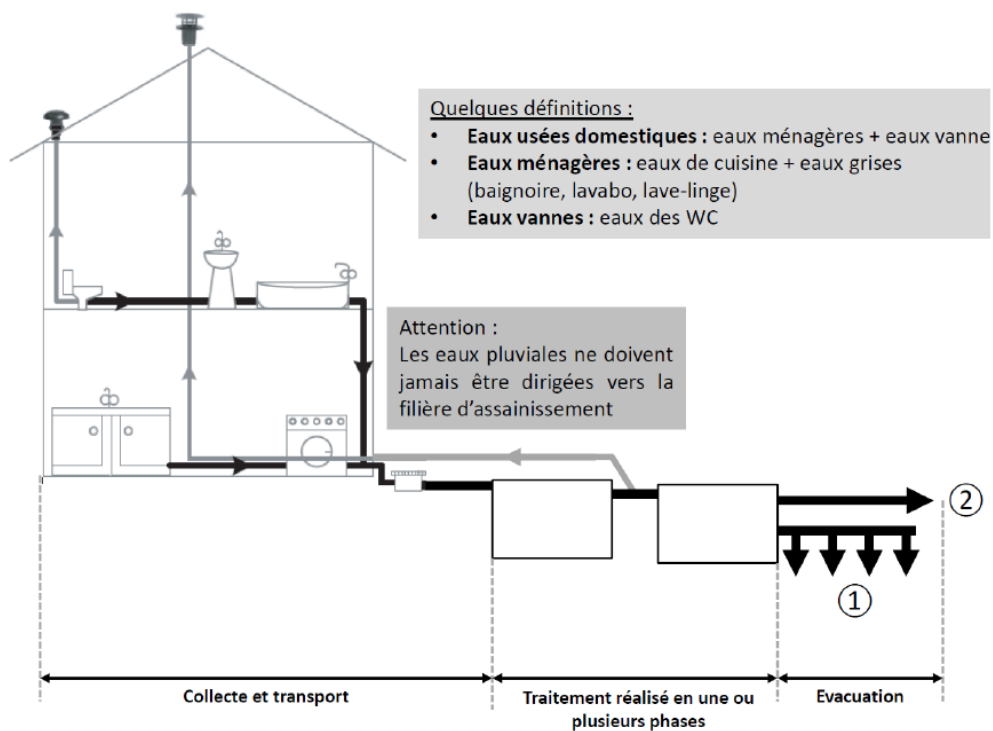 Quelques définitions :
• Eaux usées domestiques : eaux ménagères + eaux vanne
• Eaux ménagères : eaux de cuisine + eaux grises
(baignoire, lavabo, lave-linge)
• Eaux vannes : eaux des WC
Attention :
Les eaux pluviales ne doivent
jamais être dirigées vers la
filière d'assainissement
②
①
Collecte et transport
Traitement réalisé en une ou
plusieurs phases
Evacuation